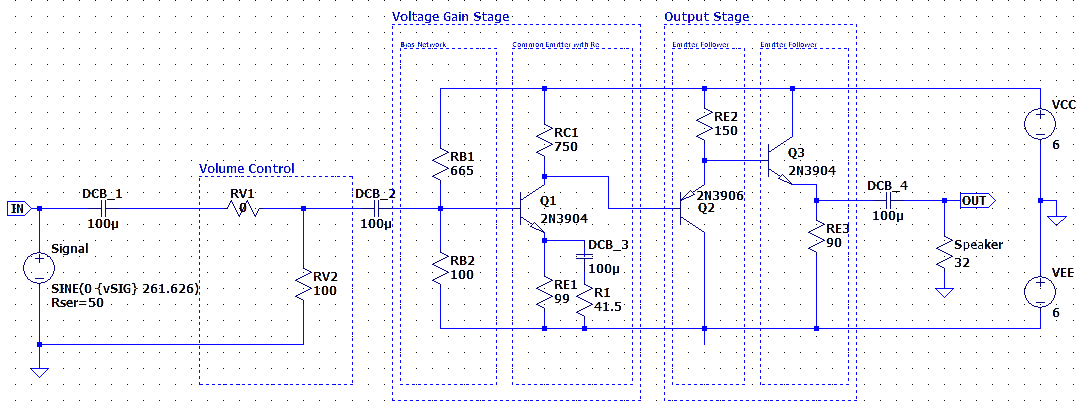 Voltage Gain Stage
Output Stage
Bias Network
Common Emitter with Re
Emitter Follower
Emitter Follower
VCC
6
RE2
150
RC1
750
Q3
2N3904
RB1
665
Volume Control
DCB_1
100µ
RV1
0
DCB_2
100µ
Q1
2N3904
2N3906
Q2
DCB_4
100µ
IN
OUT
Signal
SINE(0 {vSIG} 261.626)
Rser=50
RV2
100
RB2
100
DCB_3
100µ
RE1
99
R1
41.5
RE3
90
Speaker
32
VEE
6